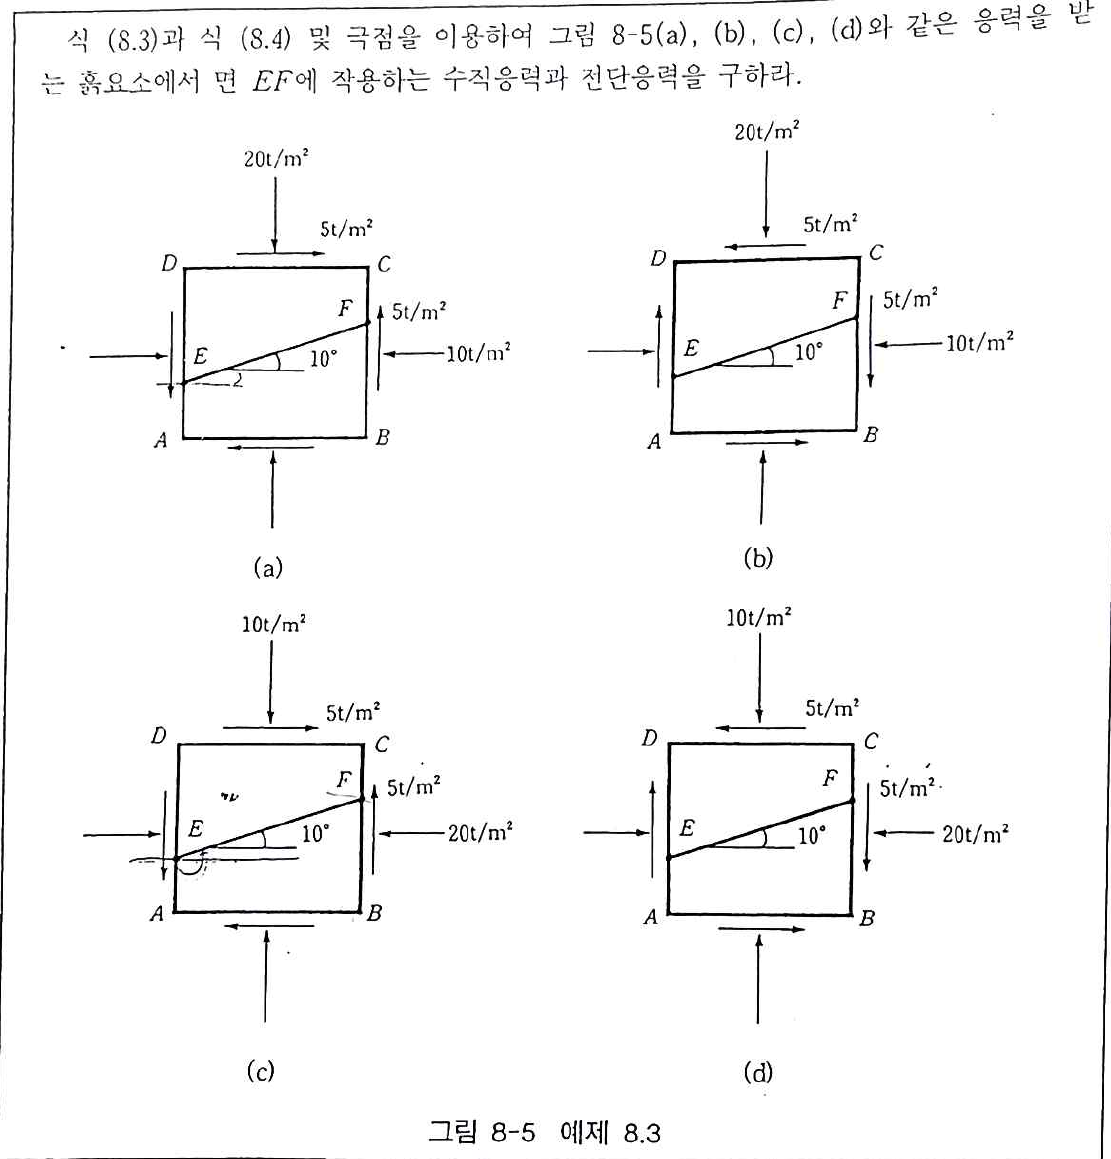 식 (8.3)과 식 (8.4) 및 극점을 이용하여 그림 8-5(a), (b), (c), (d)와 같은 응력을 받
는 흙요소에서 면 EF에 작용하는 수직응력과 전단응력을 구하라.
20t/m²
5t/m²
D
C
F
5t/m²
E
10°
10t/m²
A
B
(a)
20t/m²
5t/m²
D
C
F
5t/m²
E
10°
10t/m²
A
B
(b)
10t/m²
5t/m²
D
C
F
5t/m²
E
10°
20t/m²
A
B
(c)
10t/m²
5t/m²
D
C
F
5t/m²
E
10°
20t/m²
A
B
(d)
그림 8-5 예제 8.3